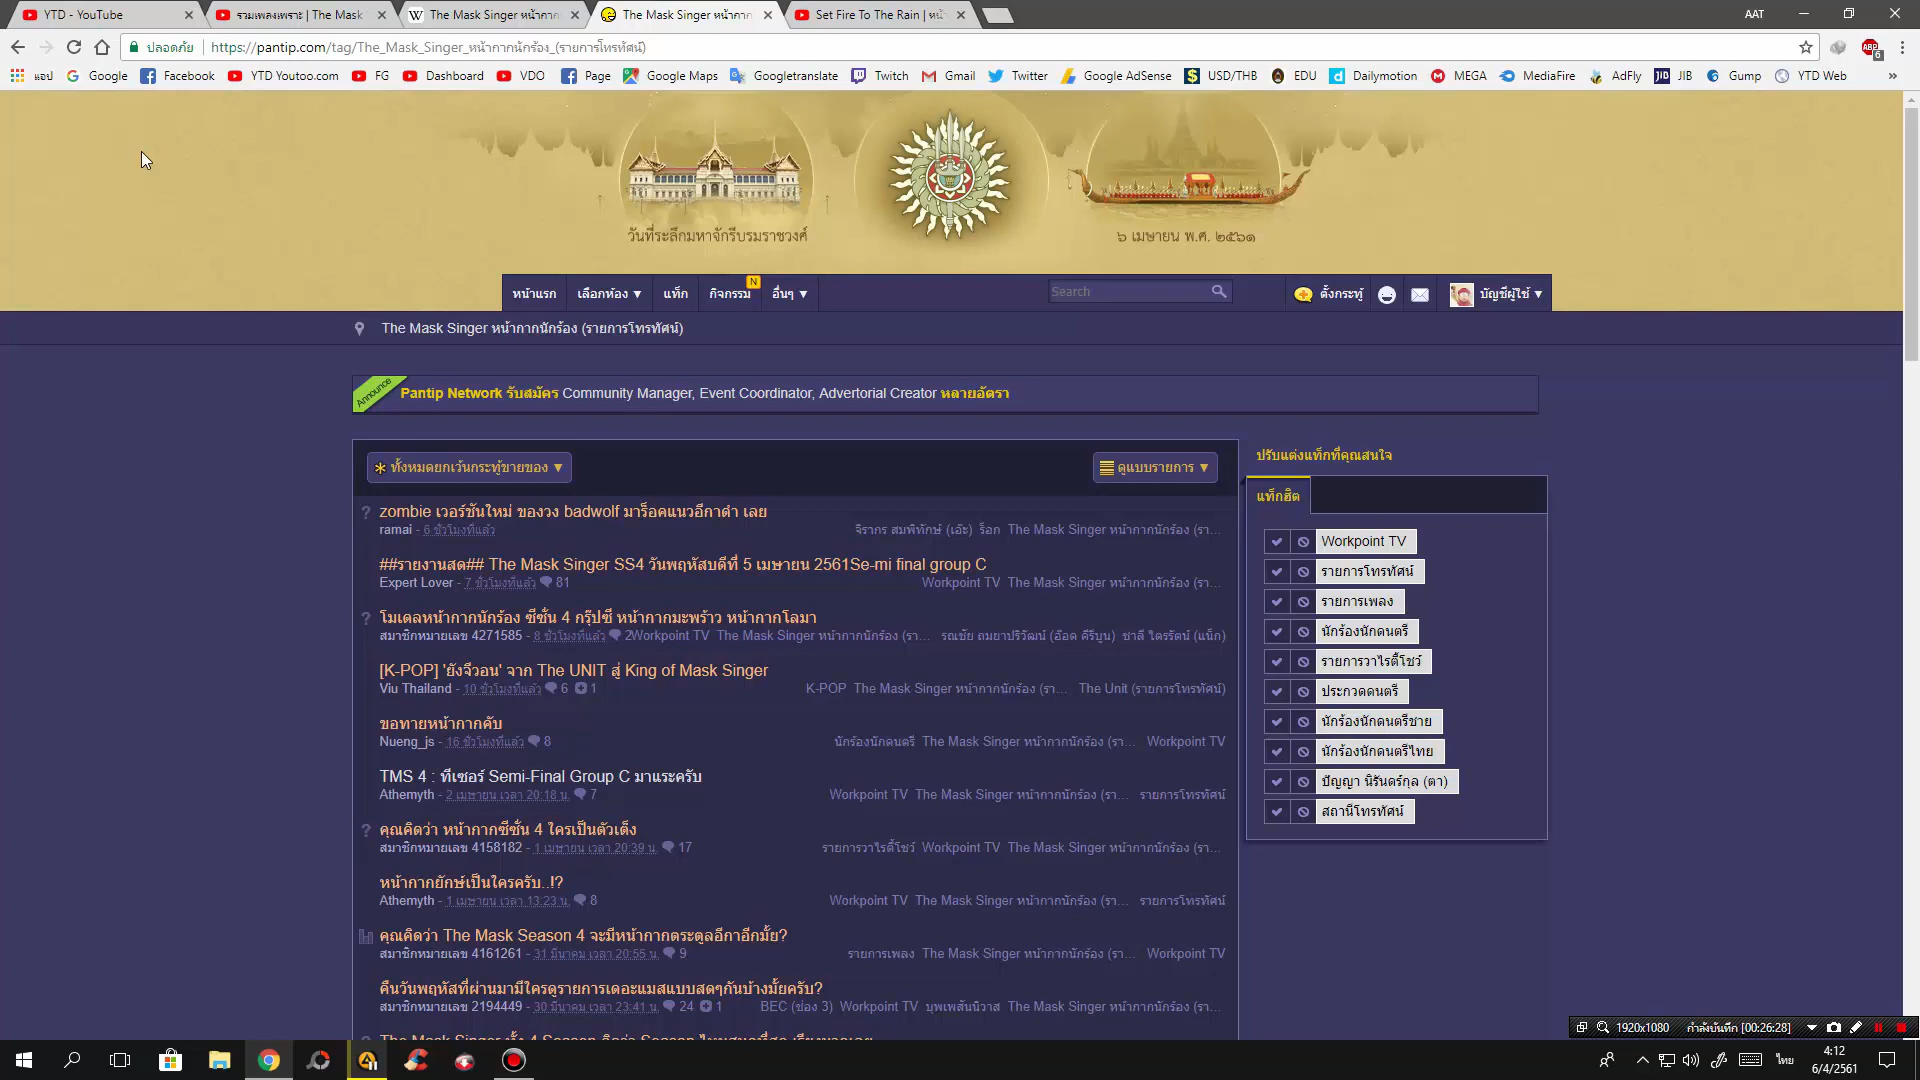 YTD - YouTube
รวมเพลงเพราะ | The Mask
The Mask Singer หน้ากาก
The Mask Singer หน้ากาก
Set Fire To The Rain | หน้า
AAT
ปลอดภัย https://pantip.com/tag/The_Mask_Singer_หน้ากากนักร้อง_(รายการโทรทัศน์)
แอป Google Facebook YTD Youtoo.com FG Dashboard VDO Page Google Maps Googletranslate Twitch Gmail Twitter Google AdSense USD/THB EDU Dailymotion MEGA MediaFire AdFly JIB Gump YTD Web »
วันที่ระลึกมหาจักรีบรมราชวงศ์
๖ เมษายน พ.ศ. ๒๕๖๑
หน้าแรก เลือกห้อง แท็ก กิจกรรม N อื่นๆ Search ตั้งกระทู้ บัญชีผู้ใช้
The Mask Singer หน้ากากนักร้อง (รายการโทรทัศน์)
Announce Pantip Network รับสมัคร Community Manager, Event Coordinator, Advertorial Creator หลายอัตรา
ทั้งหมดยกเว้นกระทู้ขายของ ดูแบบรายการ
zombie เวอร์ชั่นใหม่ ของวง badwolf มาร็อคแนวอีกาดำ เลย
ramai - 6 ชั่วโมงที่แล้ว จิรากร สมพิทักษ์ (เอ๊ะ) ร็อก The Mask Singer หน้ากากนักร้อง (รา...
##รายงานสด## The Mask Singer SS4 วันพฤหัสบดีที่ 5 เมษายน 2561Se-mi final group C
Expert Lover - 7 ชั่วโมงที่แล้ว 81 Workpoint TV The Mask Singer หน้ากากนักร้อง (รา...
โมเดลหน้ากากนักร้อง ซีซั่น 4 กรุ๊ปซี หน้ากากมะพร้าว หน้ากากโลมา
สมาชิกหมายเลข 4271585 - 8 ชั่วโมงที่แล้ว 2 Workpoint TV The Mask Singer หน้ากากนักร้อง (รา... รณชัย ถมยาปริวัฒน์ (อ๊อด คีรีบูน) ชาลี ไตรรัตน์ (แน็ก)
[K-POP] 'ยังจีวอน' จาก The UNIT สู่ King of Mask Singer
Viu Thailand - 10 ชั่วโมงที่แล้ว 6 1 K-POP The Mask Singer หน้ากากนักร้อง (รา... The Unit (รายการโทรทัศน์)
ขอทายหน้ากากคับ
Nueng_js - 16 ชั่วโมงที่แล้ว 8 นักร้องนักดนตรี The Mask Singer หน้ากากนักร้อง (รา... Workpoint TV
TMS 4 : ทีเซอร์ Semi-Final Group C มาแระครับ
Athemyth - 2 เมษายน เวลา 20:18 น. 7 Workpoint TV The Mask Singer หน้ากากนักร้อง (รา... รายการโทรทัศน์
คุณคิดว่า หน้ากากซีซั่น 4 ใครเป็นตัวเต็ง
สมาชิกหมายเลข 4158182 - 1 เมษายน เวลา 20:39 น. 17 รายการวาไรตี้โชว์ Workpoint TV The Mask Singer หน้ากากนักร้อง (รา...
หน้ากากยักษ์เป็นใครครับ..!?
Athemyth - 1 เมษายน เวลา 13:23 น. 8 Workpoint TV The Mask Singer หน้ากากนักร้อง (รา... รายการโทรทัศน์
คุณคิดว่า The Mask Season 4 จะมีหน้ากากตระตูลอีกาอีกมั้ย?
สมาชิกหมายเลข 4161261 - 31 มีนาคม เวลา 20:55 น. 9 รายการเพลง The Mask Singer หน้ากากนักร้อง (รา... Workpoint TV
คืนวันพฤหัสที่ผ่านมามีใครดูรายการเดอะแมสแบบสดๆกันบ้างมั้ยครับ?
สมาชิกหมายเลข 2194449 - 30 มีนาคม เวลา 23:41 น. 24 1 BEC (ช่อง 3) Workpoint TV บุพเพสันนิวาส The Mask Singer หน้ากากนักร้อง (รา...
The Mask Singer ทั้ง 4 Season คิดว่า Season
ปรับแต่งแท็กที่คุณสนใจ
แท็กฮิต
Workpoint TV
รายการโทรทัศน์
รายการเพลง
นักร้องนักดนตรี
รายการวาไรตี้โชว์
ประกวดดนตรี
นักร้องนักดนตรีชาย
นักร้องนักดนตรีไทย
ปัญญา นิรันดร์กุล (ตา)
สถานีโทรทัศน์
1920x1080 กำลังบันทึก [00:26:28]
ไทย
4:12
6/4/2561